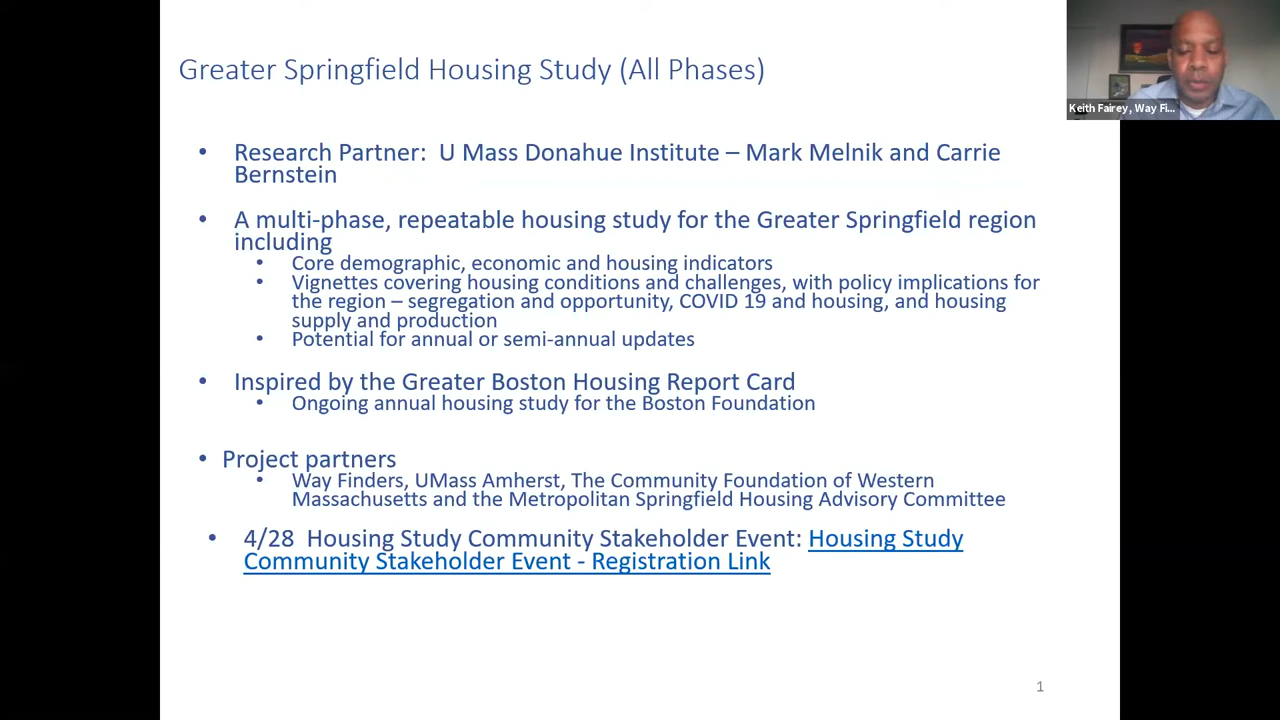 Greater Springfield Housing Study (All Phases)
Keith Fairey, Way Fi...
• Research Partner:  U Mass Donahue Institute – Mark Melnik and Carrie
Bernstein
• A multi-phase, repeatable housing study for the Greater Springfield region
including
• Core demographic, economic and housing indicators
• Vignettes covering housing conditions and challenges, with policy implications for
the region – segregation and opportunity, COVID 19 and housing, and housing
supply and production
• Potential for annual or semi-annual updates
• Inspired by the Greater Boston Housing Report Card
• Ongoing annual housing study for the Boston Foundation
• Project partners
• Way Finders, UMass Amherst, The Community Foundation of Western
Massachusetts and the Metropolitan Springfield Housing Advisory Committee
• 4/28  Housing Study Community Stakeholder Event: Housing Study
Community Stakeholder Event - Registration Link
1